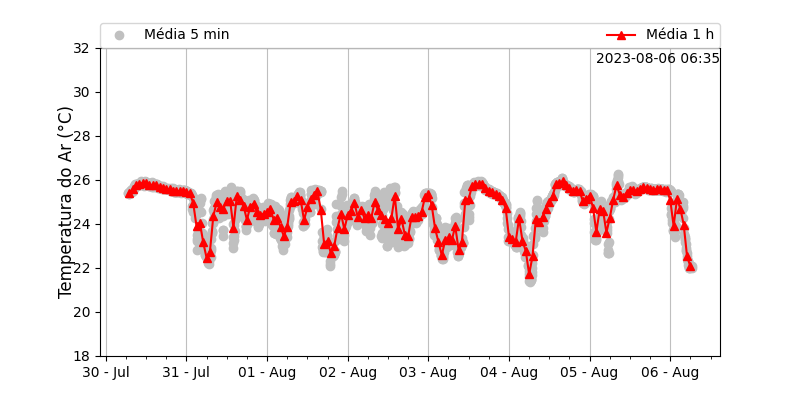 Média 5 min
Média 1 h
2023-08-06 06:35
Temperatura do Ar (°C)
32
30
28
26
24
22
20
18
30 - Jul
31 - Jul
01 - Aug
02 - Aug
03 - Aug
04 - Aug
05 - Aug
06 - Aug